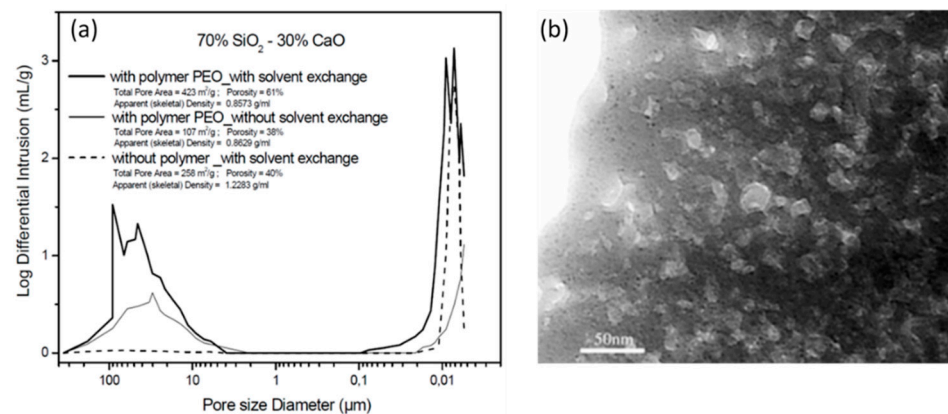 (a)
70% SiO₂ - 30% CaO
with polymer PEO_with solvent exchange
Total Pore Area = 423 m²/g ; Porosity = 61%
Apparent (skeletal) Density = 0.8573 g/ml
with polymer PEO_without solvent exchange
Total Pore Area = 107 m²/g ; Porosity = 38%
Apparent (skeletal) Density = 0.8629 g/ml
without polymer _with solvent exchange
Total Pore Area = 258 m²/g ; Porosity = 40%
Apparent (skeletal) Density = 1.2283 g/ml
Log Differential Intrusion (mL/g)
3
2
1
0
100
10
1
0,1
0,01
Pore size Diameter (µm)
(b)
50nm